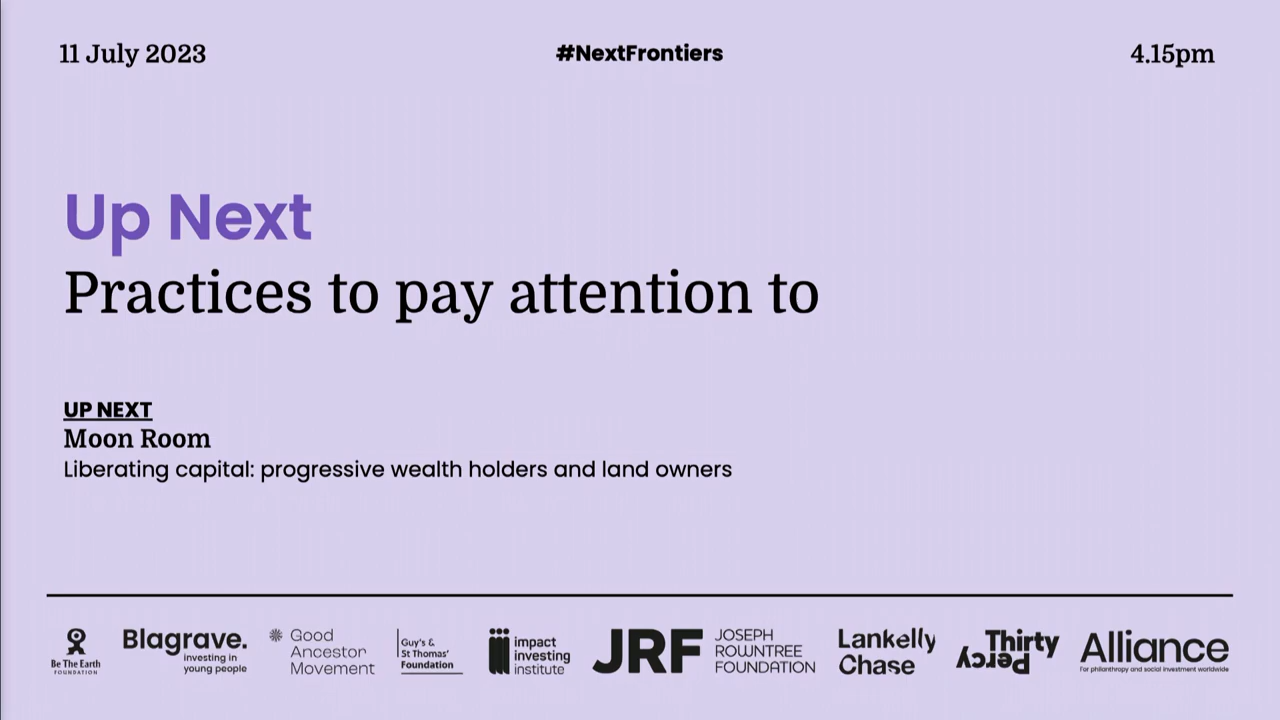 11 July 2023
#NextFrontiers
4.15pm
Up Next
Practices to pay attention to
UP NEXT
Moon Room
Liberating capital: progressive wealth holders and land owners
Be The Earth
FOUNDATION
Blagrave.
investing in
young people
Good
Ancestor
Movement
Guy's &
St Thomas'
Foundation
impact
investing
institute
JRF
JOSEPH
ROWNTREE
FOUNDATION
Lankelly
Chase
Thirty
Percy
Alliance
For philanthropy and social investment worldwide